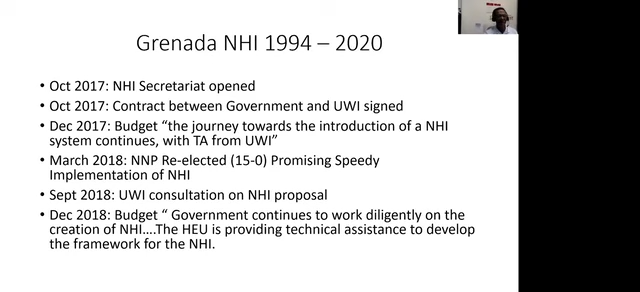 Grenada NHI 1994 – 2020
• Oct 2017: NHI Secretariat opened
• Oct 2017: Contract between Government and UWI signed
• Dec 2017: Budget “the journey towards the introduction of a NHI
system continues, with TA from UWI”
• March 2018: NNP Re-elected (15-0) Promising Speedy
Implementation of NHI
• Sept 2018: UWI consultation on NHI proposal
• Dec 2018: Budget “ Government continues to work diligently on the
creation of NHI….The HEU is providing technical assistance to develop
the framework for the NHI.